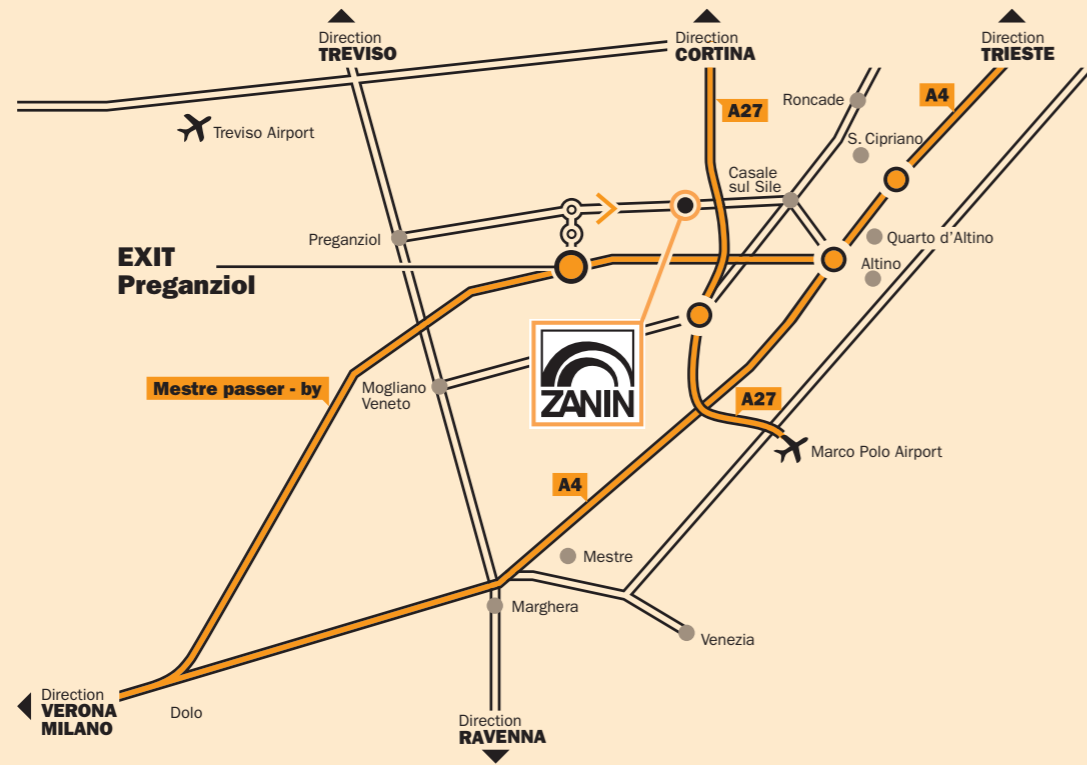 Direction
TREVISO
Direction
CORTINA
Direction
TRIESTE
A27
Roncade
A4
Treviso Airport
S. Cipriano
Casale
sul Sile
Preganziol
Quarto d'Altino
EXIT
Preganziol
Altino
Mestre passer - by
Mogliano
Veneto
ZANIN
A27
Marco Polo Airport
A4
Mestre
Marghera
Venezia
Direction
VERONA
MILANO
Dolo
Direction
RAVENNA